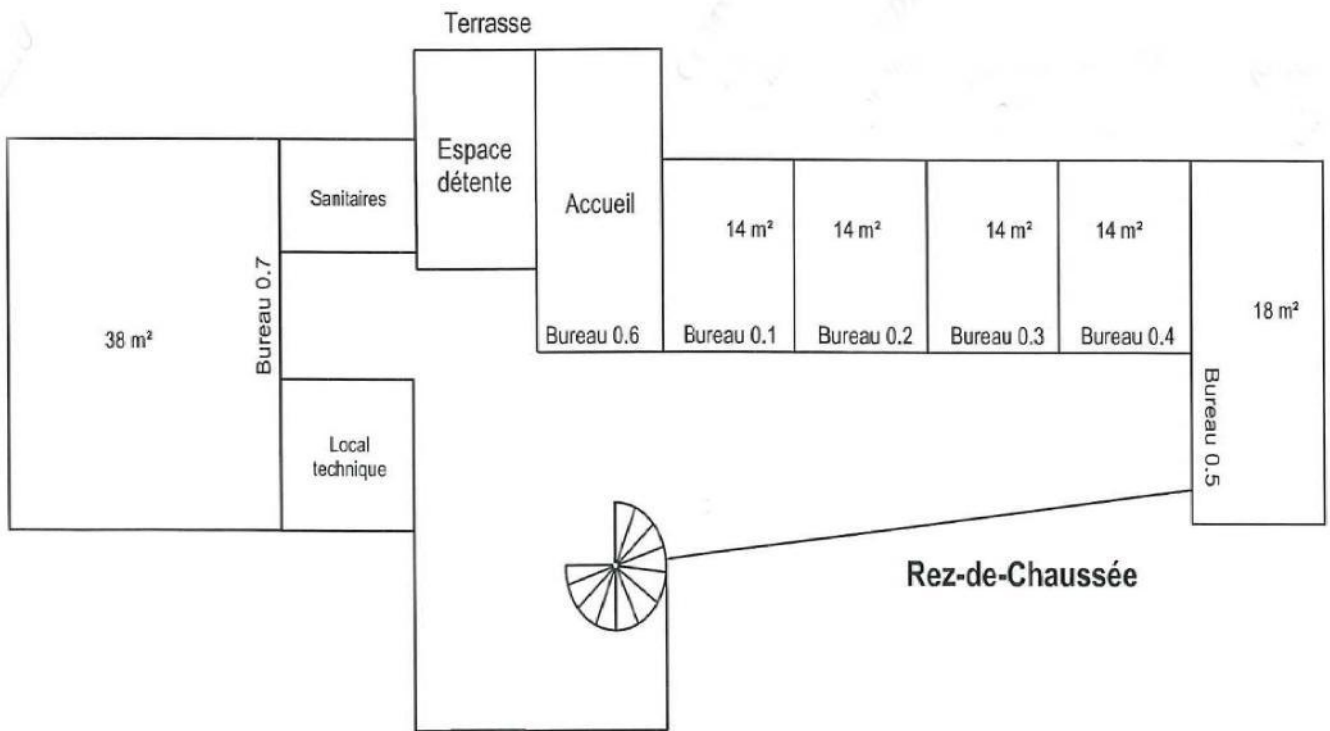 Terrasse
Espace
détente
Sanitaires
Accueil
14 m²
14 m²
14 m²
14 m²
18 m²
38 m²
Bureau 0.7
Bureau 0.6
Bureau 0.1
Bureau 0.2
Bureau 0.3
Bureau 0.4
Bureau 0.5
Local
technique
Rez-de-Chaussée